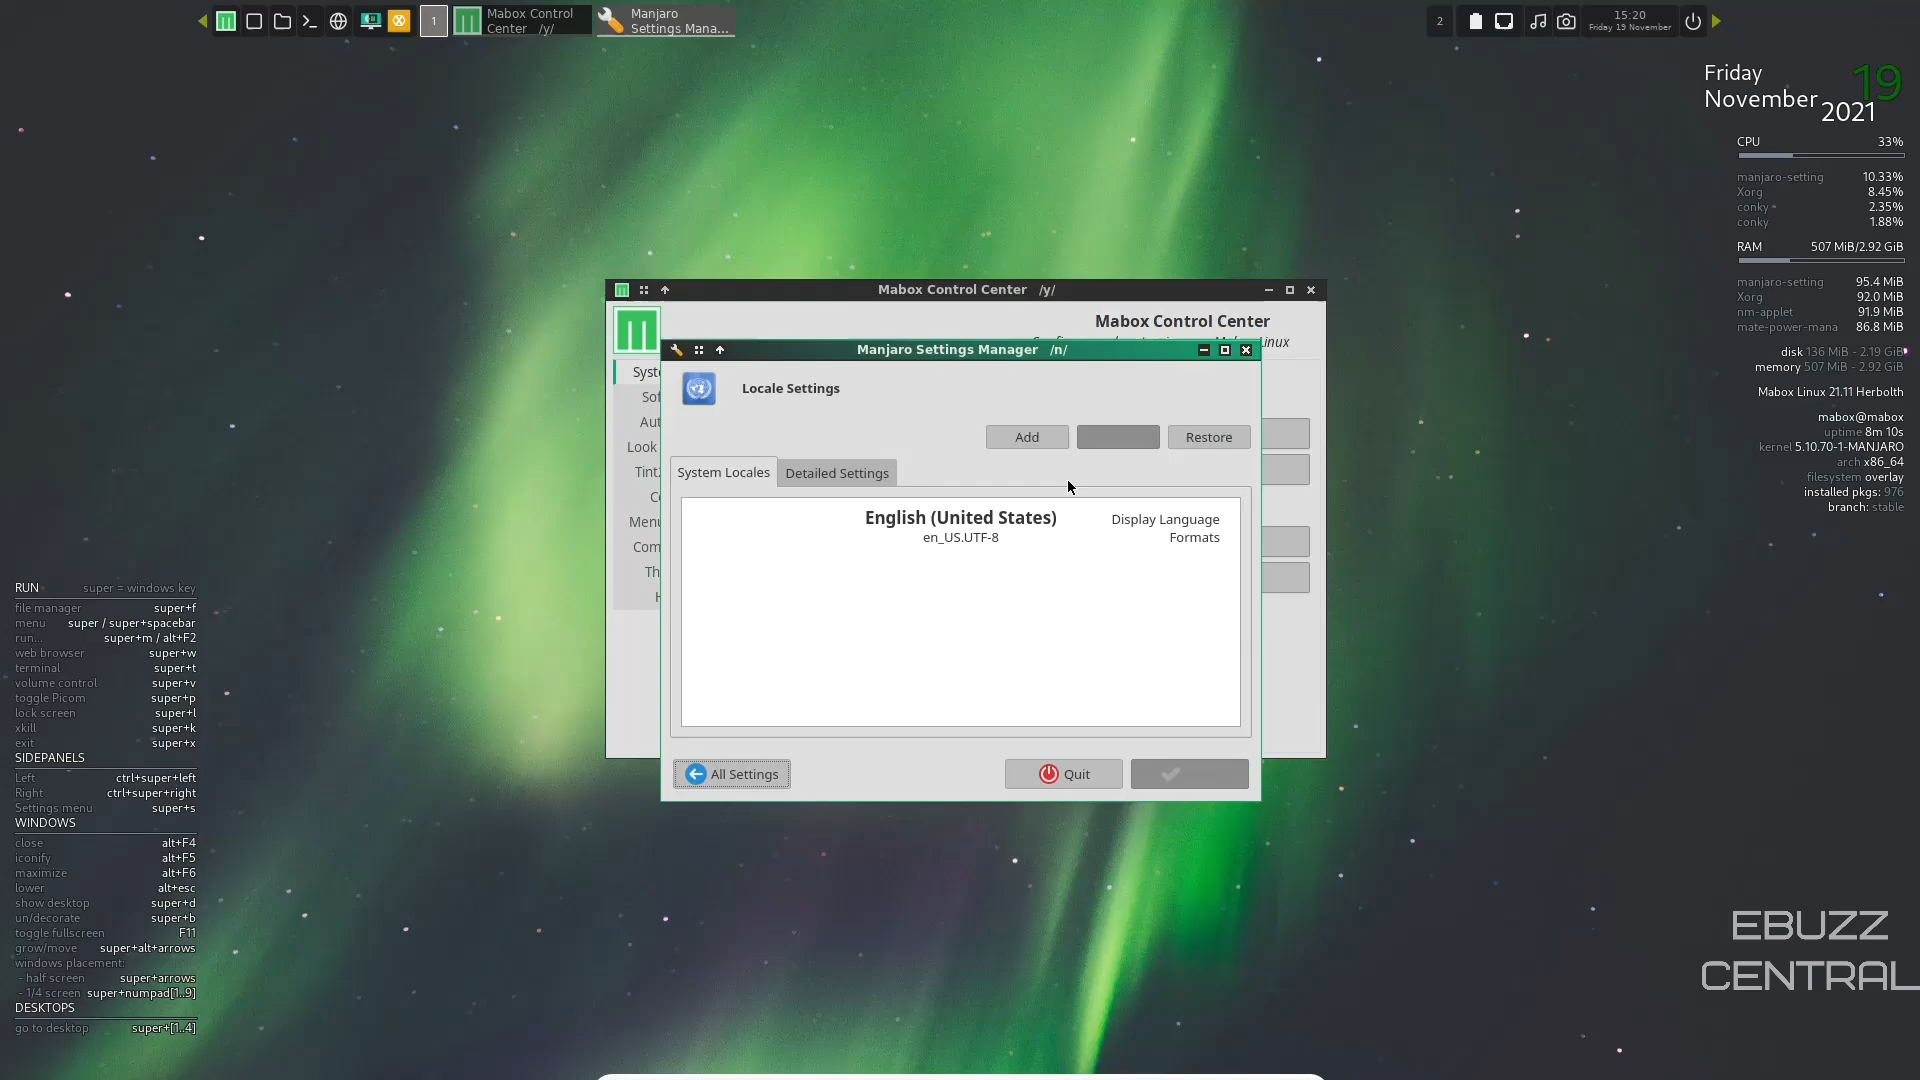 1
Mabox Control
Center /y/
Manjaro
Settings Mana...
2
15:20
Friday 19 November
Friday 19
November 2021
CPU 33%
manjaro-setting 10.33%
Xorg 8.45%
conky 2.35%
conky 1.88%
RAM 507 MiB/2.92 GiB
manjaro-setting 95.4 MiB
Xorg 92.0 MiB
nm-applet 91.9 MiB
mate-power-mana 86.8 MiB
disk 136 MiB - 2.19 GiB
memory 507 MiB - 2.92 GiB
Mabox Linux 21.11 Herbolth
mabox@mabox
uptime 8m 10s
kernel 5.10.70-1-MANJARO
arch x86_64
filesystem overlay
installed pkgs: 976
branch: stable
Mabox Control Center /y/
Mabox Control Center
Linux
Manjaro Settings Manager /n/
Syst
Sof
Aut
Look
Tint
Co
Menu
Com
Th
H
Locale Settings
Add
Restore
System Locales
Detailed Settings
English (United States)
en_US.UTF-8
Display Language
Formats
All Settings
Quit
RUN super = windows key
file manager super+f
menu super / super+spacebar
run... super+m / alt+F2
web browser super+w
terminal super+t
volume control super+v
toggle Picom super+p
lock screen super+l
xkill super+k
exit super+x
SIDEPANELS
Left ctrl+super+left
Right ctrl+super+right
Settings menu super+s
WINDOWS
close alt+F4
iconify alt+F5
maximize alt+F6
lower alt+esc
show desktop super+d
un/decorate super+b
toggle fullscreen F11
grow/move super+alt+arrows
windows placement:
- half screen super+arrows
- 1/4 screen super+numpad[1..9]
DESKTOPS
go to desktop super+[1..4]
EBUZZ
CENTRAL